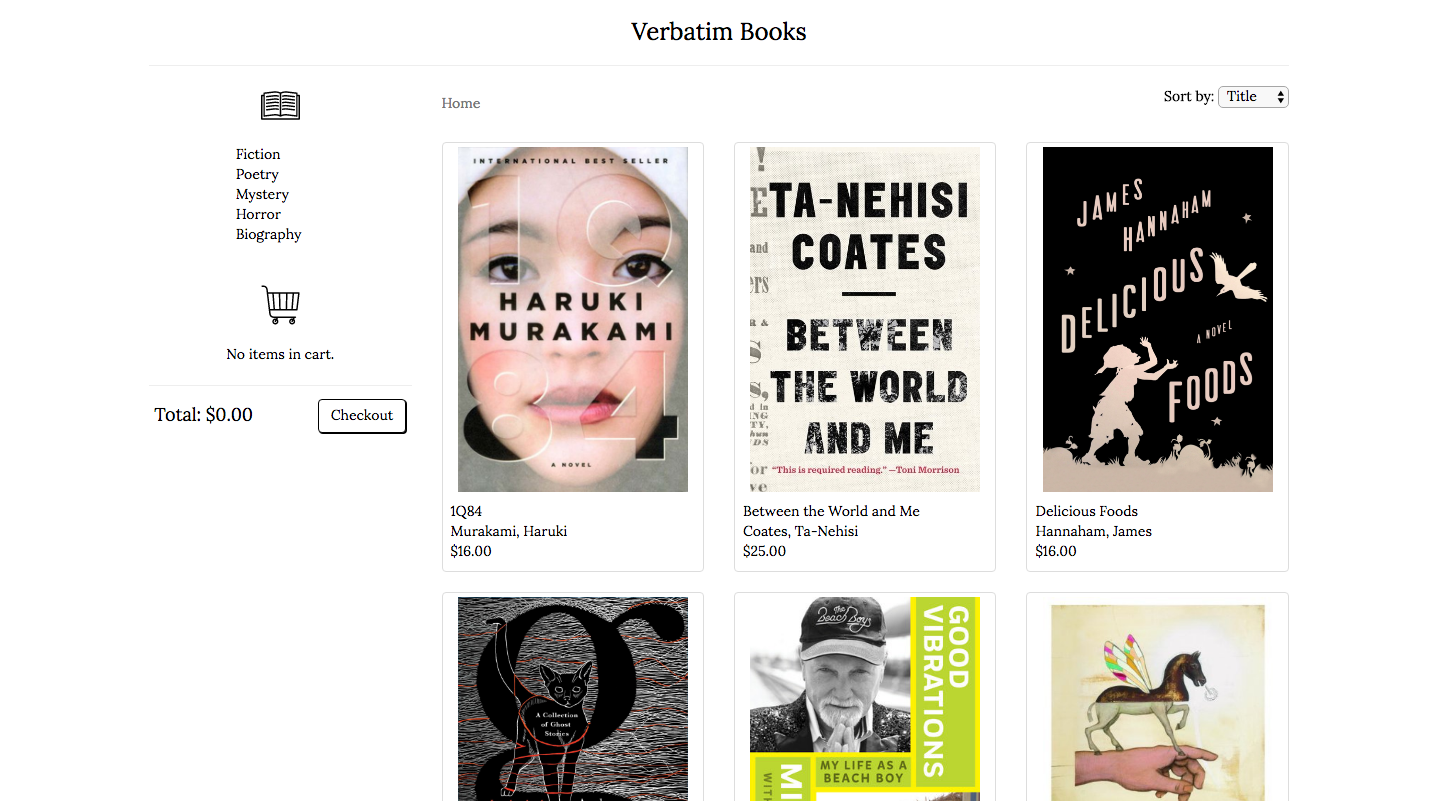 Verbatim Books
Home
Sort by: Title
Fiction
Poetry
Mystery
Horror
Biography
No items in cart.
Total: $0.00
Checkout
INTERNATIONAL BEST SELLER
1Q
HARUKI
MURAKAMI
84
A NOVEL
1Q84
Murakami, Haruki
$16.00
TA-NEHISI
COATES
BETWEEN
THE WORLD
AND ME
"This is required reading." —Toni Morrison
Between the World and Me
Coates, Ta-Nehisi
$25.00
JAMES
HANNAHAM
DELICIOUS
A NOVEL
FOODS
Delicious Foods
Hannaham, James
$16.00
A Collection
of Ghost
Stories
The
Beach Boys
GOOD
VIBRATIONS
MY LIFE AS A
BEACH BOY